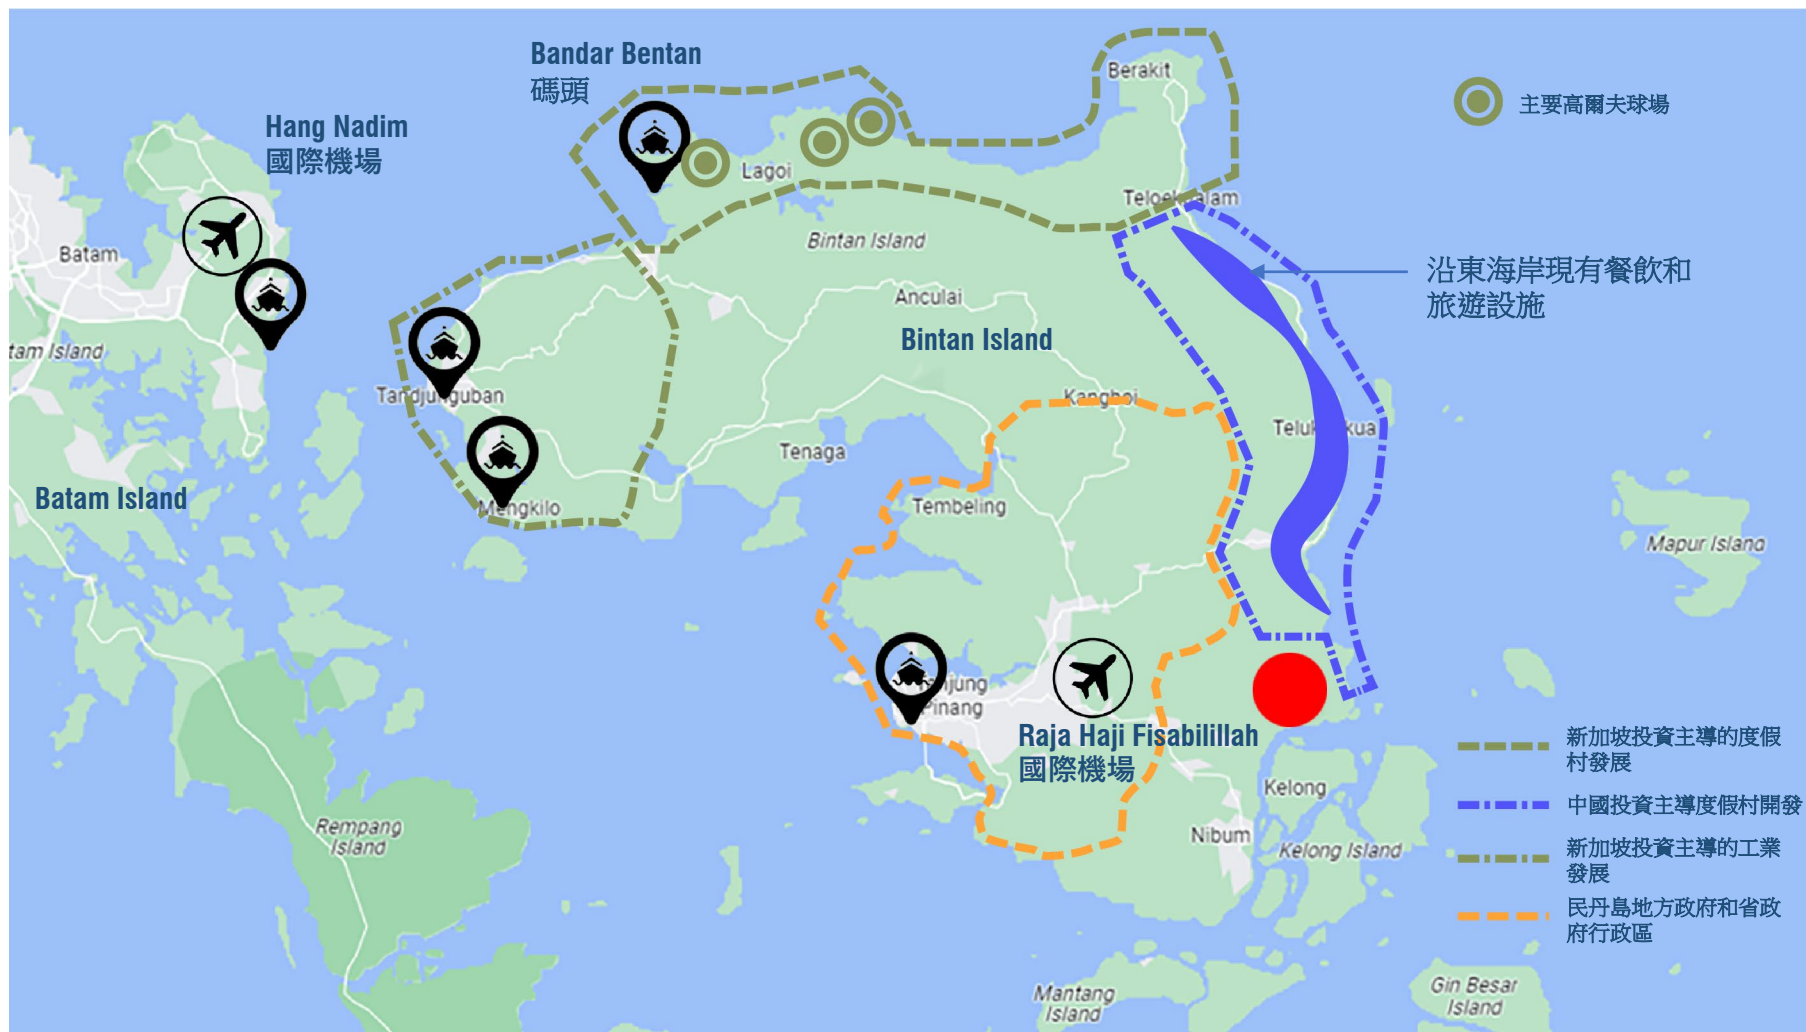 Bandar Bentan
碼頭
Berakit
主要高爾夫球場
Hang Nadim
國際機場
Lagoi
Batam
Bintan Island
沿東海岸現有餐飲和
旅遊設施
Anculai
Bintan Island
tam Island
Tandjunguban
Kanghoi
Tenaga
Batam Island
Mengkilo
Tembeling
Mapur Island
Pinang
Raja Haji Fisabilillah
國際機場
新加坡投資主導的度假
村發展
Kelong
中國投資主導度假村開發
Rempang
Island
Nibum
Kelong Island
新加坡投資主導的工業
發展
民丹島地方政府和省政
府行政區
Mantang
Island
Gin Besar
Island